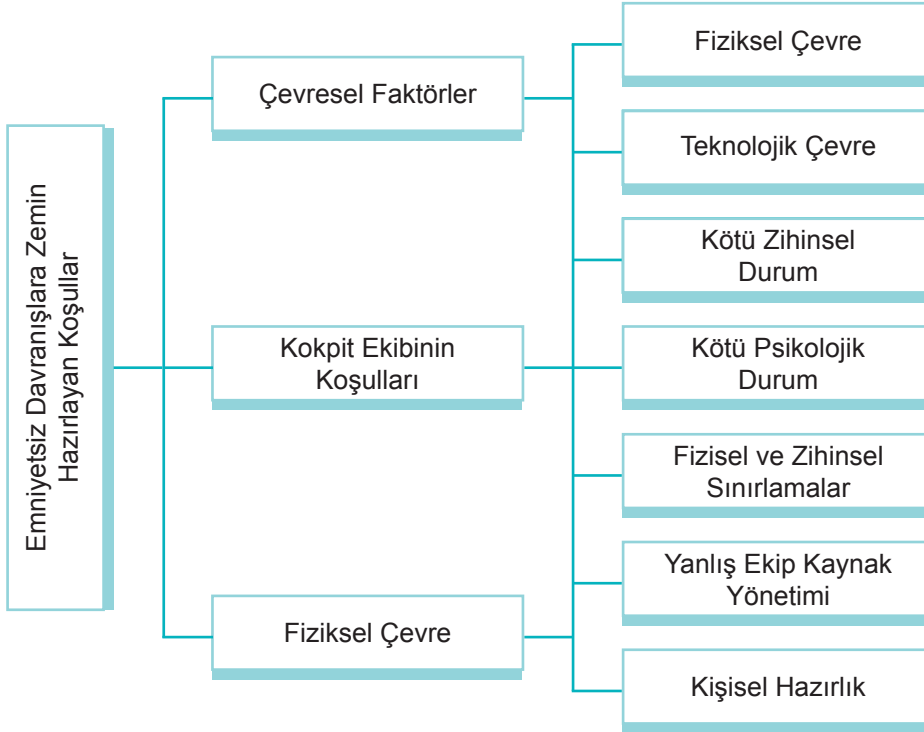 Emniyetsiz Davranışlara Zemin
Hazırlayan Koşullar
Çevresel Faktörler
Kokpit Ekibinin
Koşulları
Fiziksel Çevre
Fiziksel Çevre
Teknolojik Çevre
Kötü Zihinsel
Durum
Kötü Psikolojik
Durum
Fizisel ve Zihinsel
Sınırlamalar
Yanlış Ekip Kaynak
Yönetimi
Kişisel Hazırlık